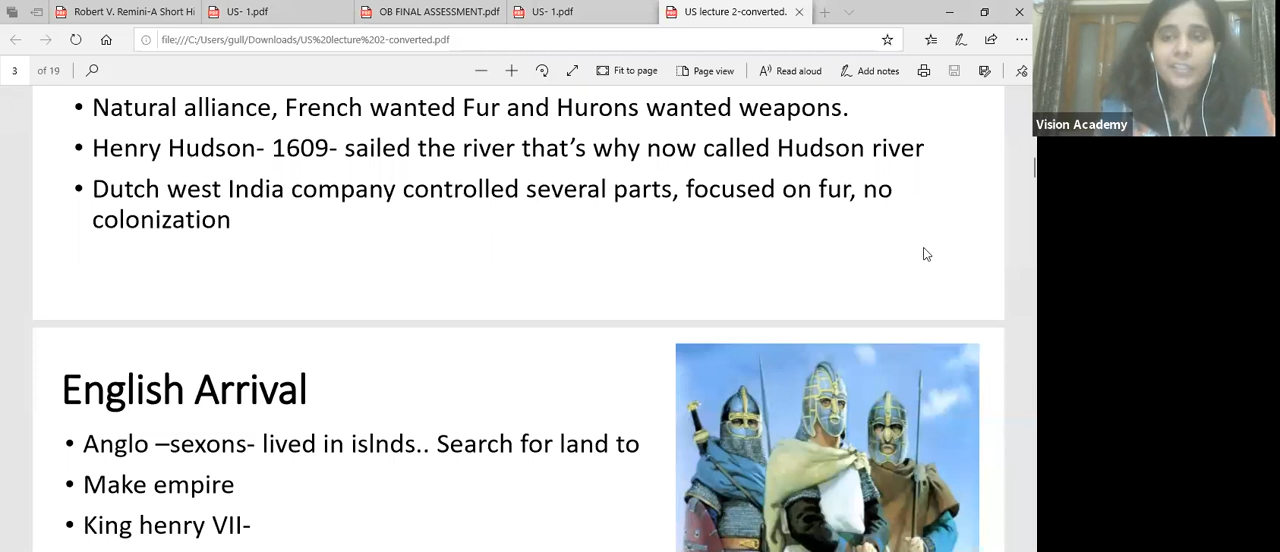 Robert V. Remini-A Short Hi
US- 1.pdf
OB FINAL ASSESSMENT.pdf
US- 1.pdf
US lecture 2-converted.
file:///C:/Users/gull/Downloads/US%20lecture%202-converted.pdf
3 of 19
Fit to page
Page view
Read aloud
Add notes
• Natural alliance, French wanted Fur and Hurons wanted weapons.
• Henry Hudson- 1609- sailed the river that’s why now called Hudson river
• Dutch west India company controlled several parts, focused on fur, no
colonization
English Arrival
• Anglo –sexons- lived in islnds.. Search for land to
• Make empire
• King henry VII-
Vision Academy